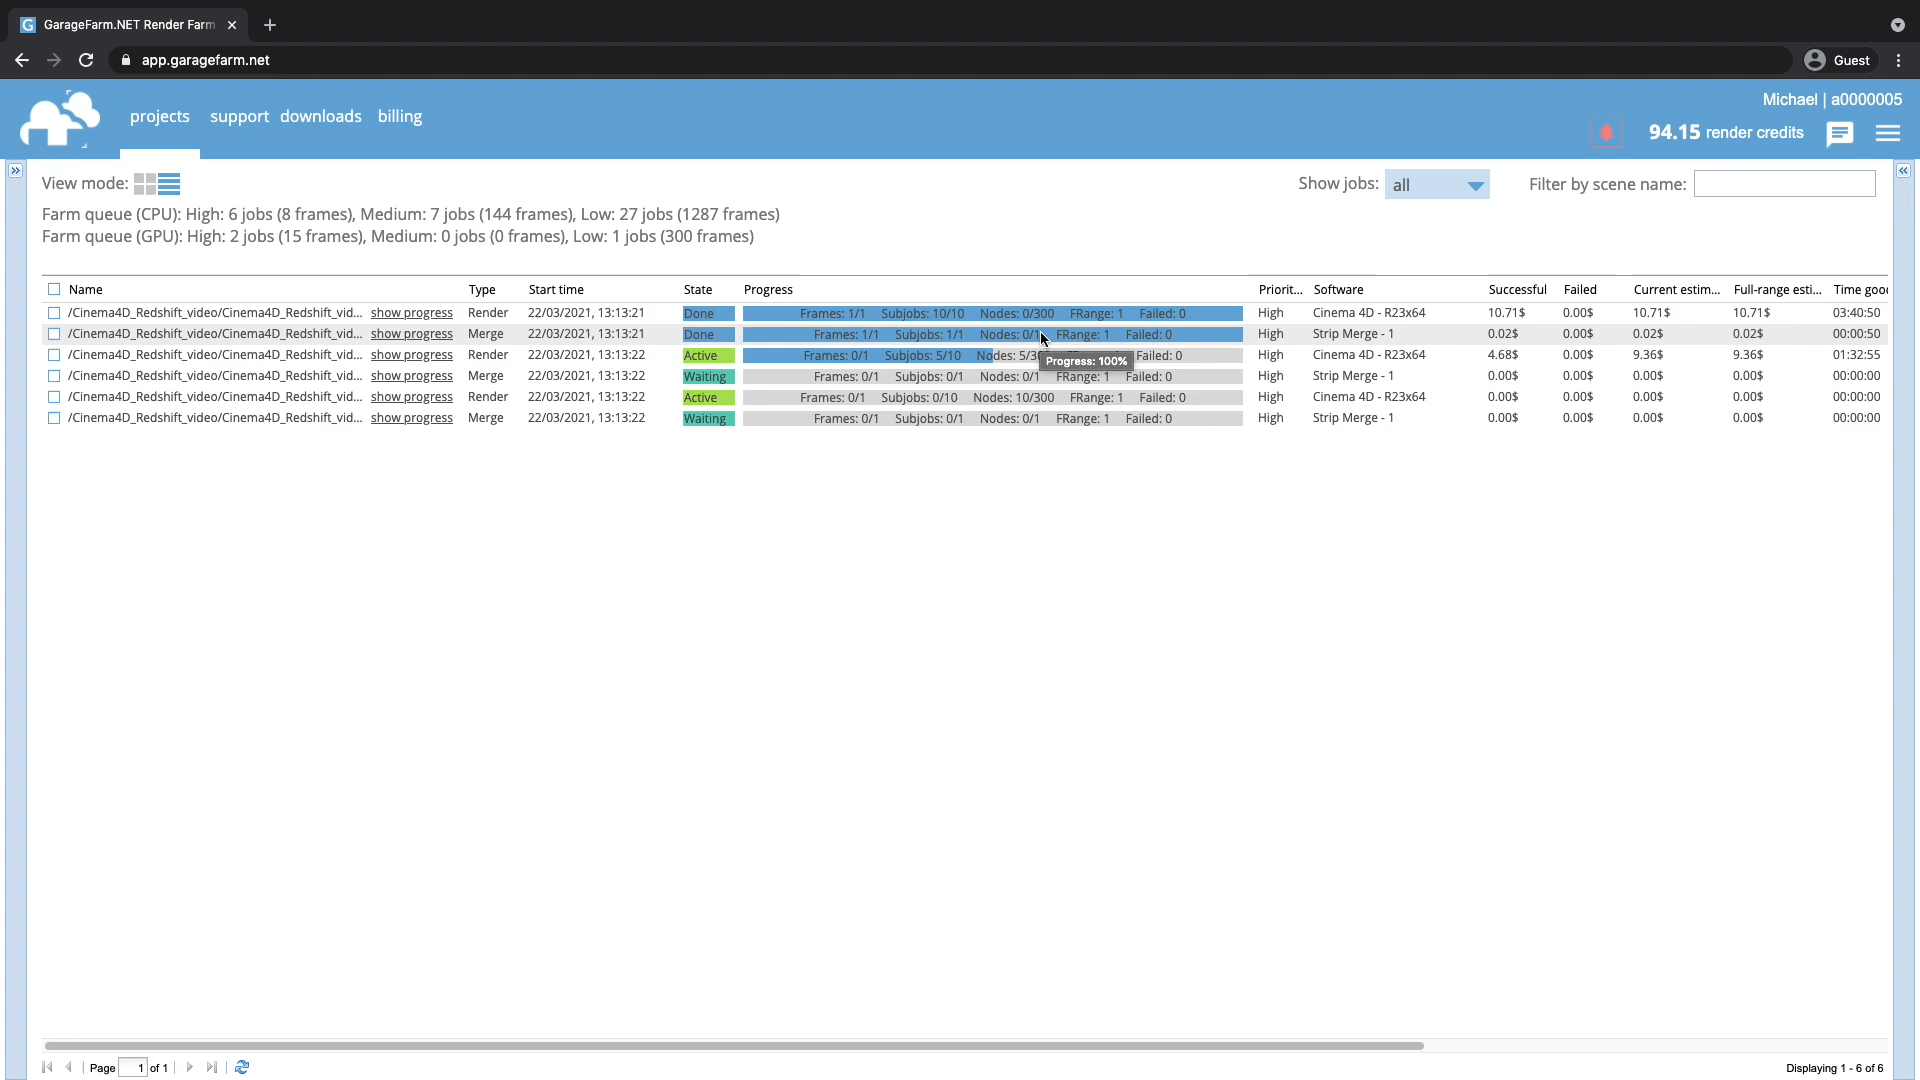 GarageFarm.NET Render Farm
app.garagefarm.net
Guest
projects support downloads billing
Michael | a0000005
94.15 render credits
View mode:
Show jobs: all
Filter by scene name:
Farm queue (CPU): High: 6 jobs (8 frames), Medium: 7 jobs (144 frames), Low: 27 jobs (1287 frames)
Farm queue (GPU): High: 2 jobs (15 frames), Medium: 0 jobs (0 frames), Low: 1 jobs (300 frames)
Name Type Start time State Progress Priorit... Software Successful Failed Current estim... Full-range esti... Time good
/Cinema4D_Redshift_video/Cinema4D_Redshift_vid... show progress Render 22/03/2021, 13:13:21 Done Frames: 1/1 Subjobs: 10/10 Nodes: 0/300 FRange: 1 Failed: 0 High Cinema 4D - R23x64 10.71$ 0.00$ 10.71$ 10.71$ 03:40:50
/Cinema4D_Redshift_video/Cinema4D_Redshift_vid... show progress Merge 22/03/2021, 13:13:21 Done Frames: 1/1 Subjobs: 1/1 Nodes: 0/1 FRange: 1 Failed: 0 High Strip Merge - 1 0.02$ 0.00$ 0.02$ 0.02$ 00:00:50
/Cinema4D_Redshift_video/Cinema4D_Redshift_vid... show progress Render 22/03/2021, 13:13:22 Active Frames: 0/1 Subjobs: 5/10 Nodes: 5/30 Failed: 0 High Cinema 4D - R23x64 4.68$ 0.00$ 9.36$ 9.36$ 01:32:55
Progress: 100%
/Cinema4D_Redshift_video/Cinema4D_Redshift_vid... show progress Merge 22/03/2021, 13:13:22 Waiting Frames: 0/1 Subjobs: 0/1 Nodes: 0/1 FRange: 1 Failed: 0 High Strip Merge - 1 0.00$ 0.00$ 0.00$ 0.00$ 00:00:00
/Cinema4D_Redshift_video/Cinema4D_Redshift_vid... show progress Render 22/03/2021, 13:13:22 Active Frames: 0/1 Subjobs: 0/10 Nodes: 10/300 FRange: 1 Failed: 0 High Cinema 4D - R23x64 0.00$ 0.00$ 0.00$ 0.00$ 00:00:00
/Cinema4D_Redshift_video/Cinema4D_Redshift_vid... show progress Merge 22/03/2021, 13:13:22 Waiting Frames: 0/1 Subjobs: 0/1 Nodes: 0/1 FRange: 1 Failed: 0 High Strip Merge - 1 0.00$ 0.00$ 0.00$ 0.00$ 00:00:00
Page 1 of 1
Displaying 1 - 6 of 6